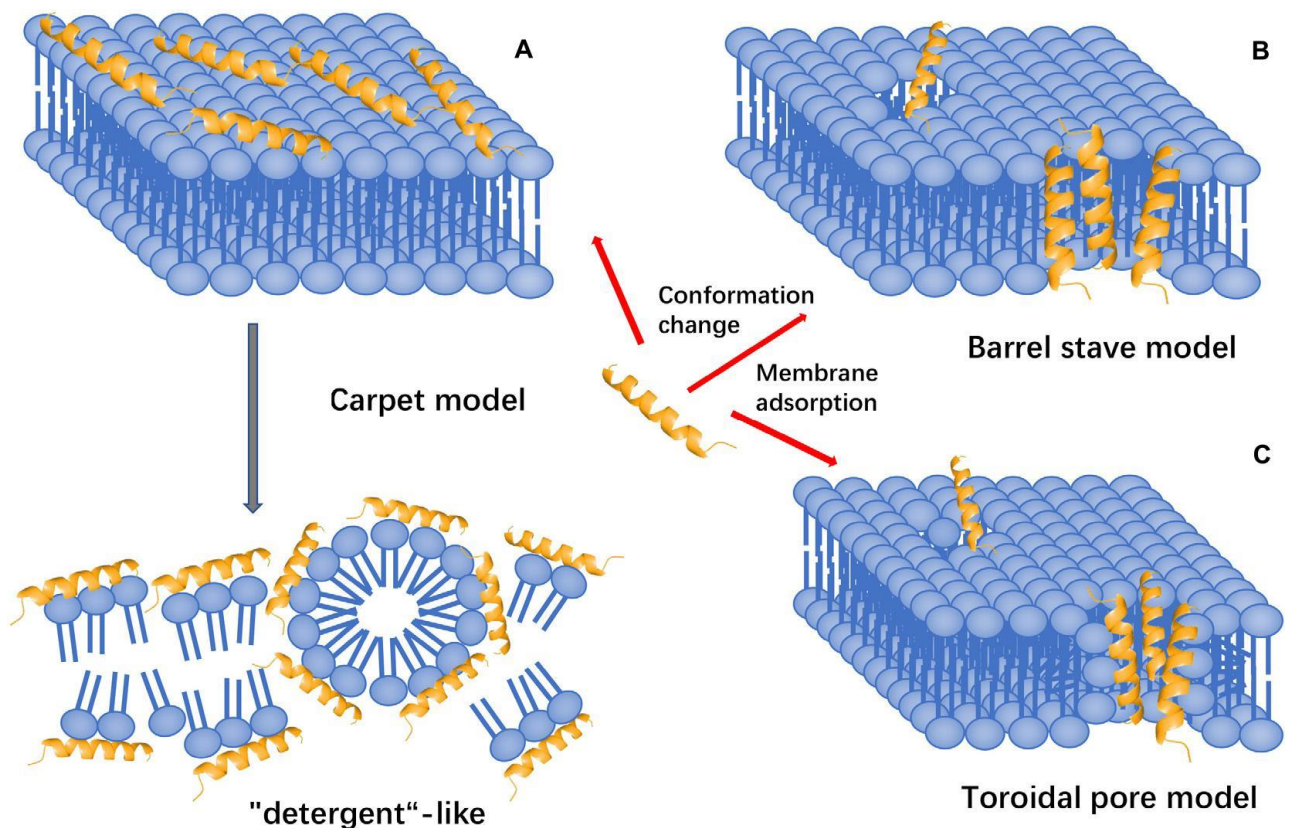 A
B
Conformation
change
Barrel stave model
Membrane
adsorption
Carpet model
C
"detergent“-like
Toroidal pore model